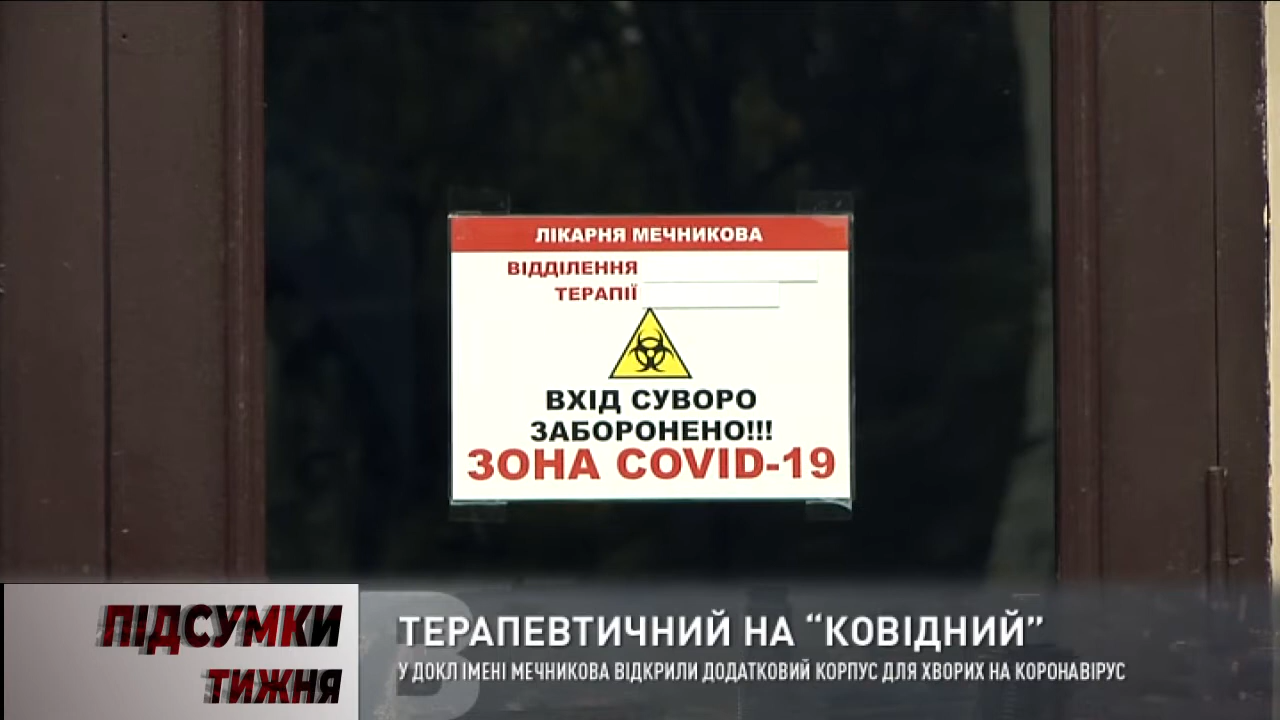 ЛІКАРНЯ МЕЧНИКОВА
ВІДДІЛЕННЯ
ТЕРАПІЇ
ВХІД СУВОРО
ЗАБОРОНЕНО!!!
ЗОНА COVID-19
ПІДСУМКИ
ТИЖНЯ
ТЕРАПЕВТИЧНИЙ НА “КОВІДНИЙ”
У ДОКЛ ІМЕНІ МЕЧНИКОВА ВІДКРИЛИ ДОДАТКОВИЙ КОРПУС ДЛЯ ХВОРИХ НА КОРОНАВІРУС